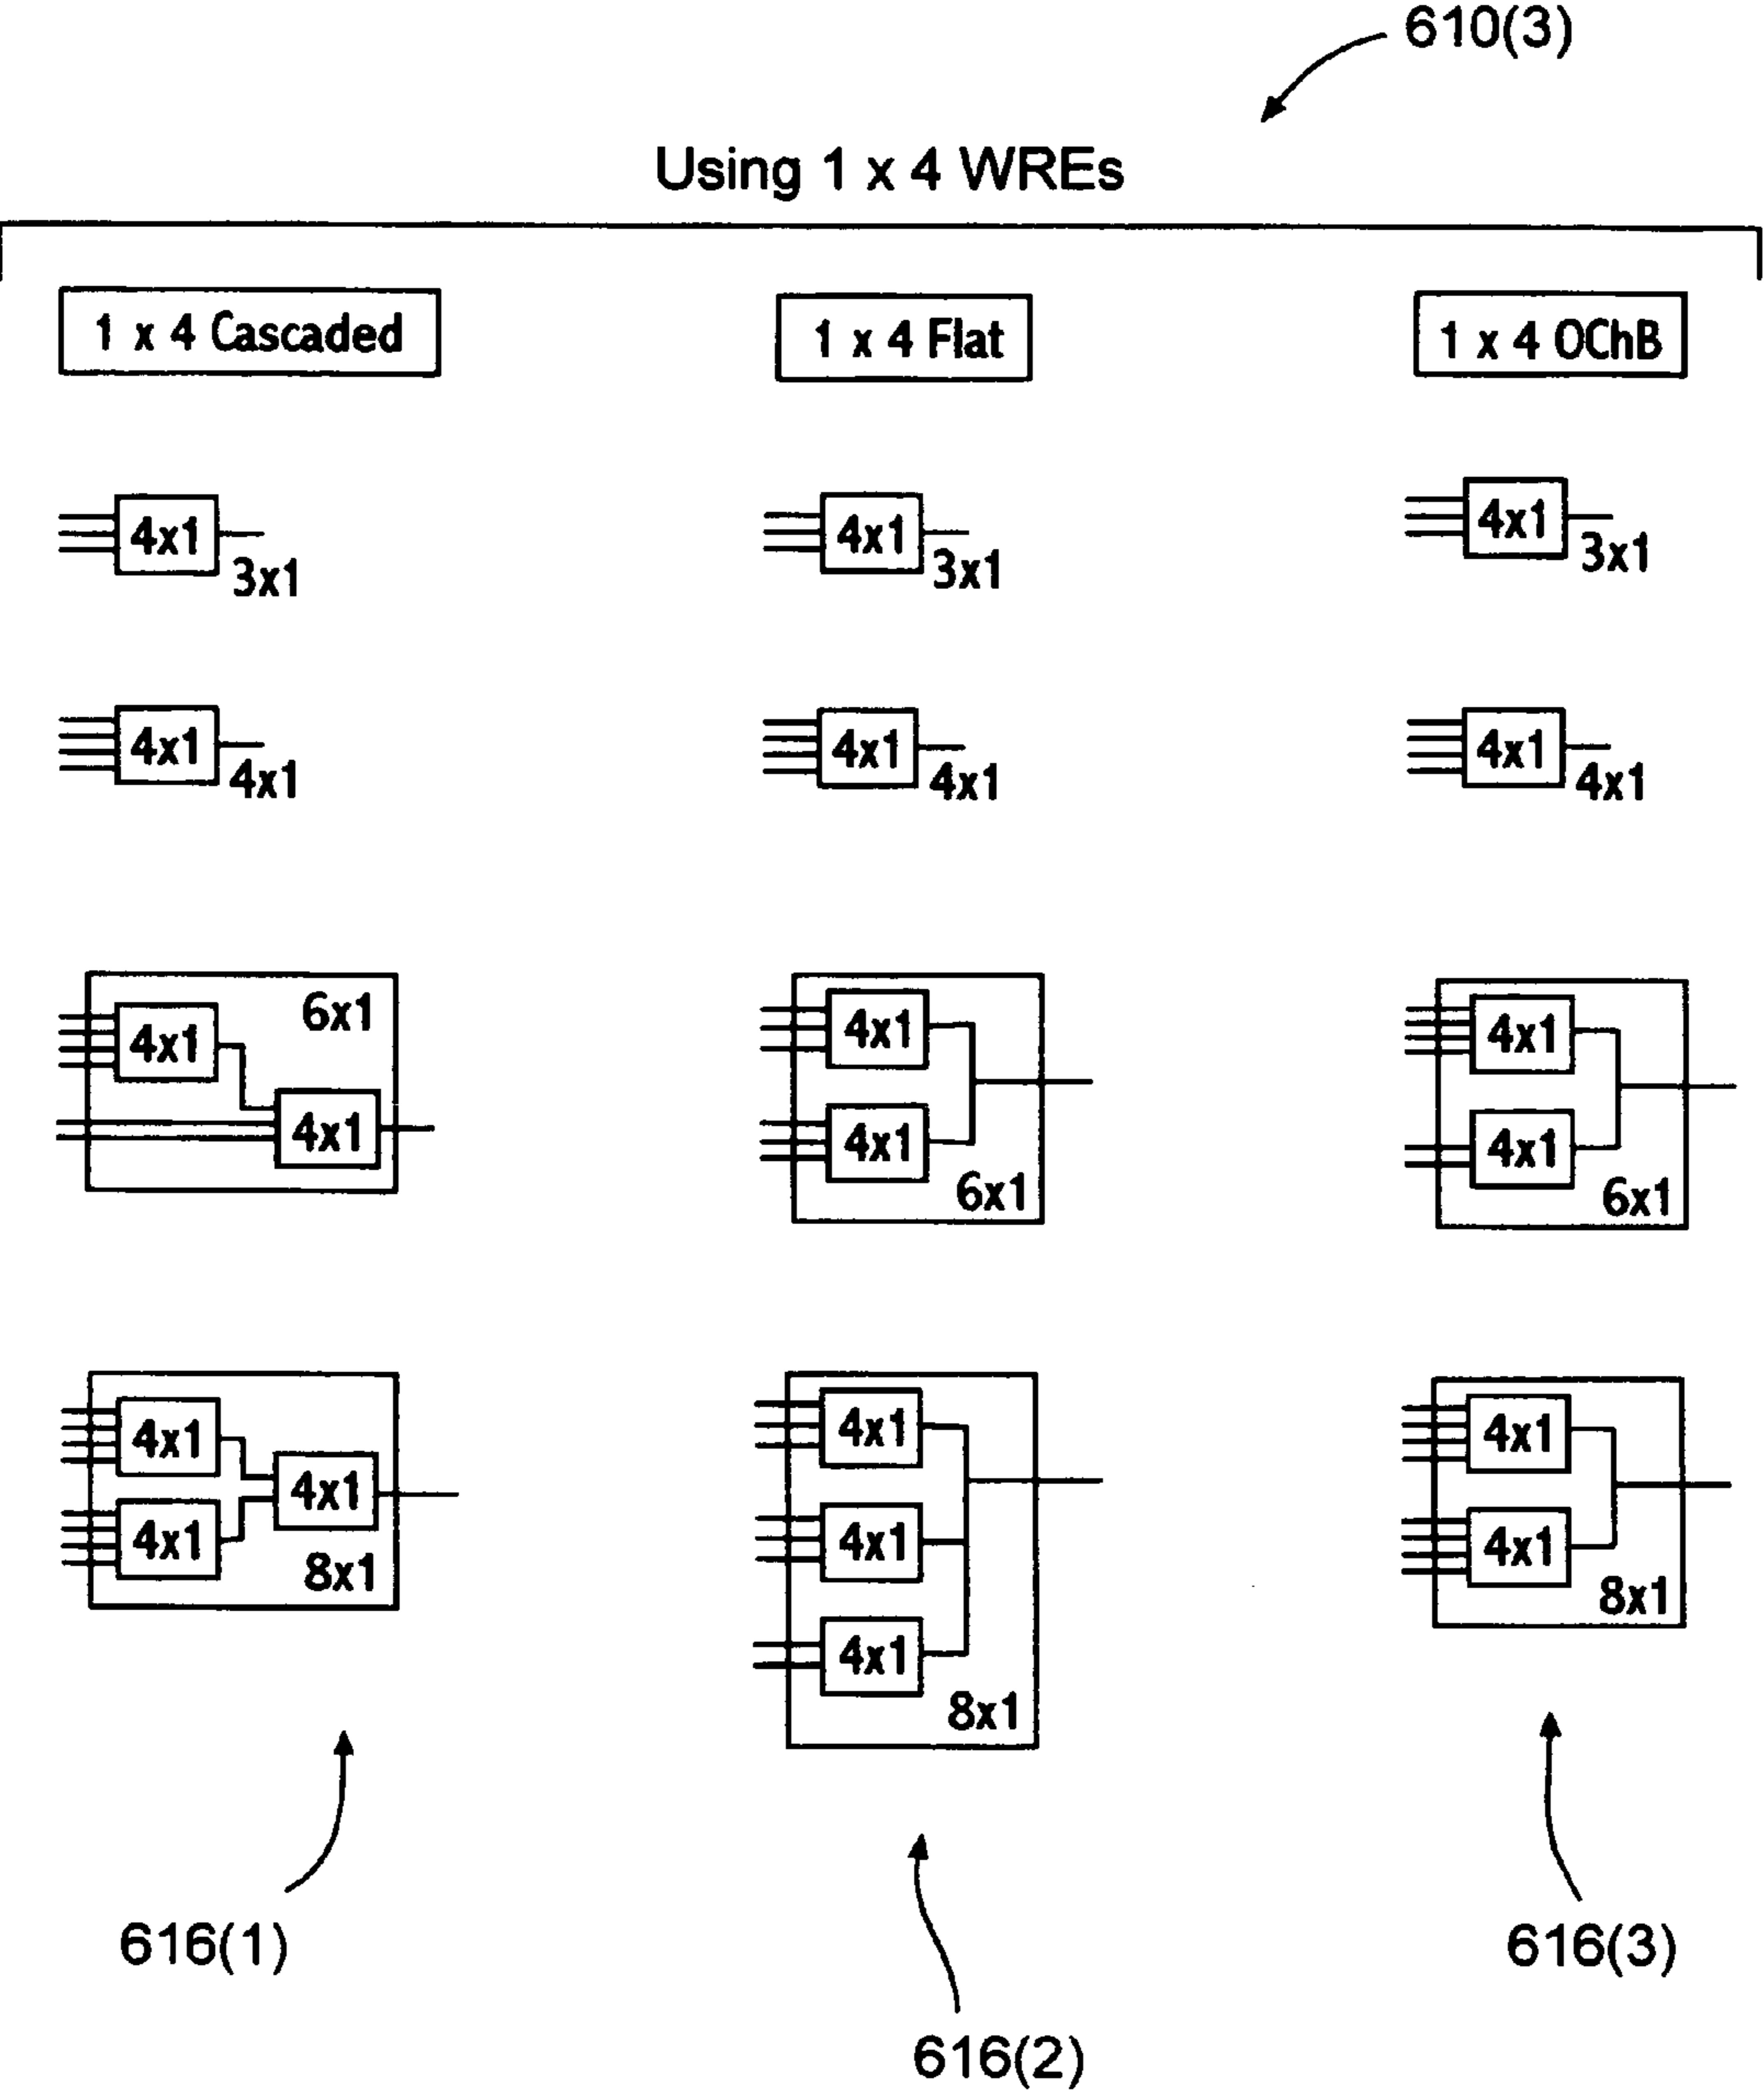 610(3)
Using 1 x 4 WREs
1 x 4 Cascaded
1 x 4 Flat
1 x 4 OChB
4x1
3x1
4x1
3x1
4x1
3x1
4x1
4x1
4x1
4x1
4x1
4x1
4x1
6x1
4x1
4x1
4x1
6x1
4x1
4x1
6x1
4x1
4x1
4x1
8x1
4x1
4x1
4x1
8x1
4x1
4x1
8x1
616(1)
616(2)
616(3)